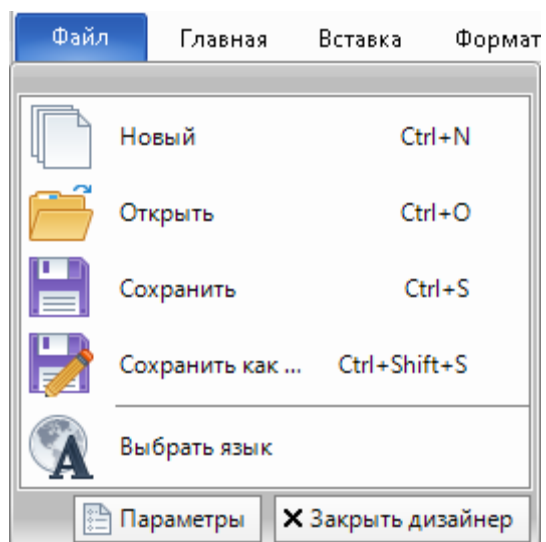 Файл Главная Вставка Формат
Новый Ctrl+N
Открыть Ctrl+O
Сохранить Ctrl+S
Сохранить как ... Ctrl+Shift+S
Выбрать язык
Параметры Закрыть дизайнер